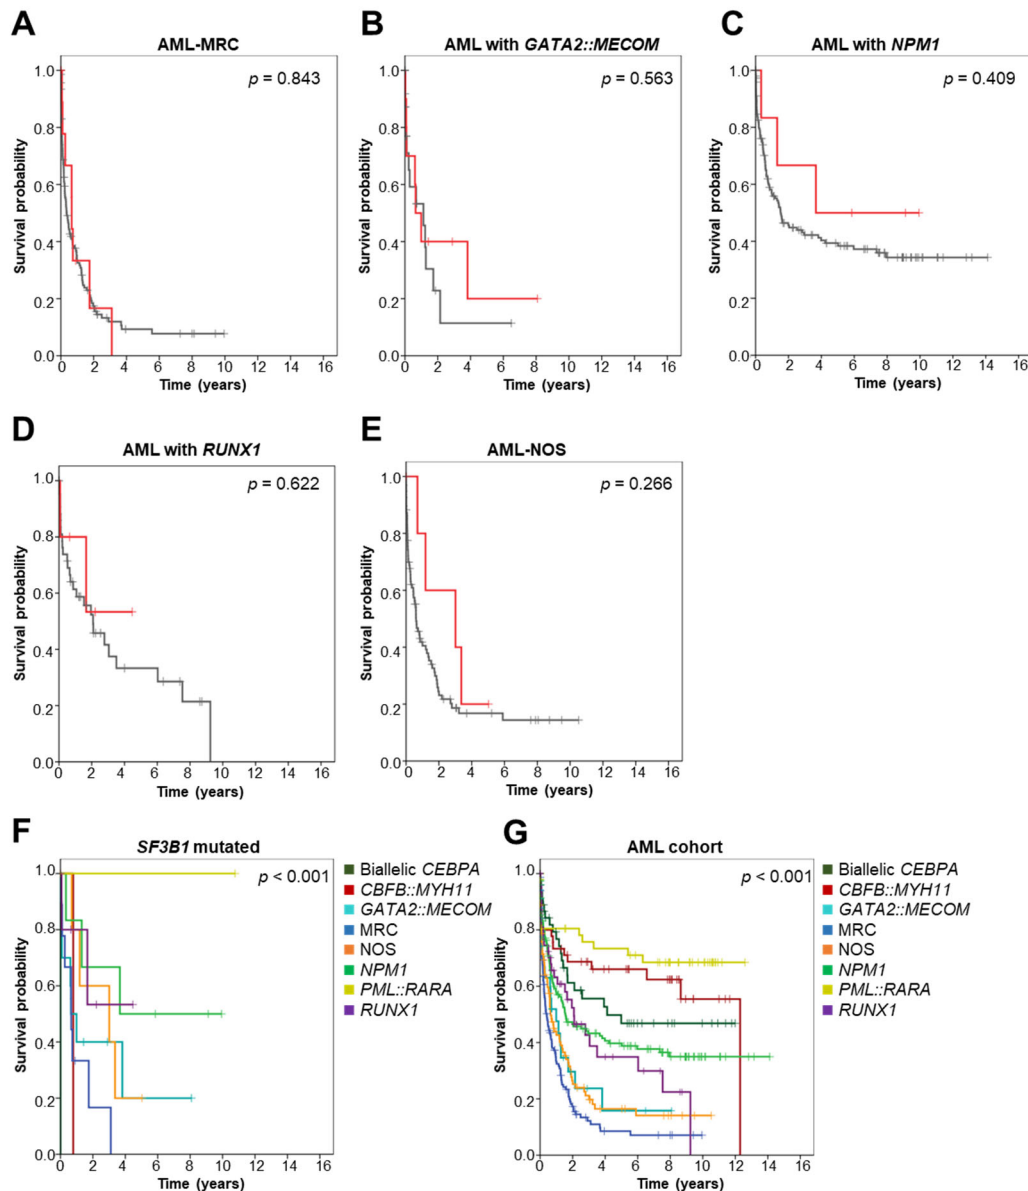 A
AML-MRC
p = 0.843
Survival probability
1.0
0.8
0.6
0.4
0.2
0.0
0 2 4 6 8 10 12 14 16
Time (years)
B
AML with GATA2::MECOM
p = 0.563
Survival probability
1.0
0.8
0.6
0.4
0.2
0.0
0 2 4 6 8 10 12 14 16
Time (years)
C
AML with NPM1
p = 0.409
Survival probability
1.0
0.8
0.6
0.4
0.2
0.0
0 2 4 6 8 10 12 14 16
Time (years)
D
AML with RUNX1
p = 0.622
Survival probability
1.0
0.8
0.6
0.4
0.2
0.0
0 2 4 6 8 10 12 14 16
Time (years)
E
AML-NOS
p = 0.266
Survival probability
1.0
0.8
0.6
0.4
0.2
0.0
0 2 4 6 8 10 12 14 16
Time (years)
F
SF3B1 mutated
p < 0.001
Survival probability
1.0
0.8
0.6
0.4
0.2
0.0
0 2 4 6 8 10 12 14 16
Time (years)
Biallelic CEBPA
CBFB::MYH11
GATA2::MECOM
MRC
NOS
NPM1
PML::RARA
RUNX1
G
AML cohort
p < 0.001
Survival probability
1.0
0.8
0.6
0.4
0.2
0.0
0 2 4 6 8 10 12 14 16
Time (years)
Biallelic CEBPA
CBFB::MYH11
GATA2::MECOM
MRC
NOS
NPM1
PML::RARA
RUNX1